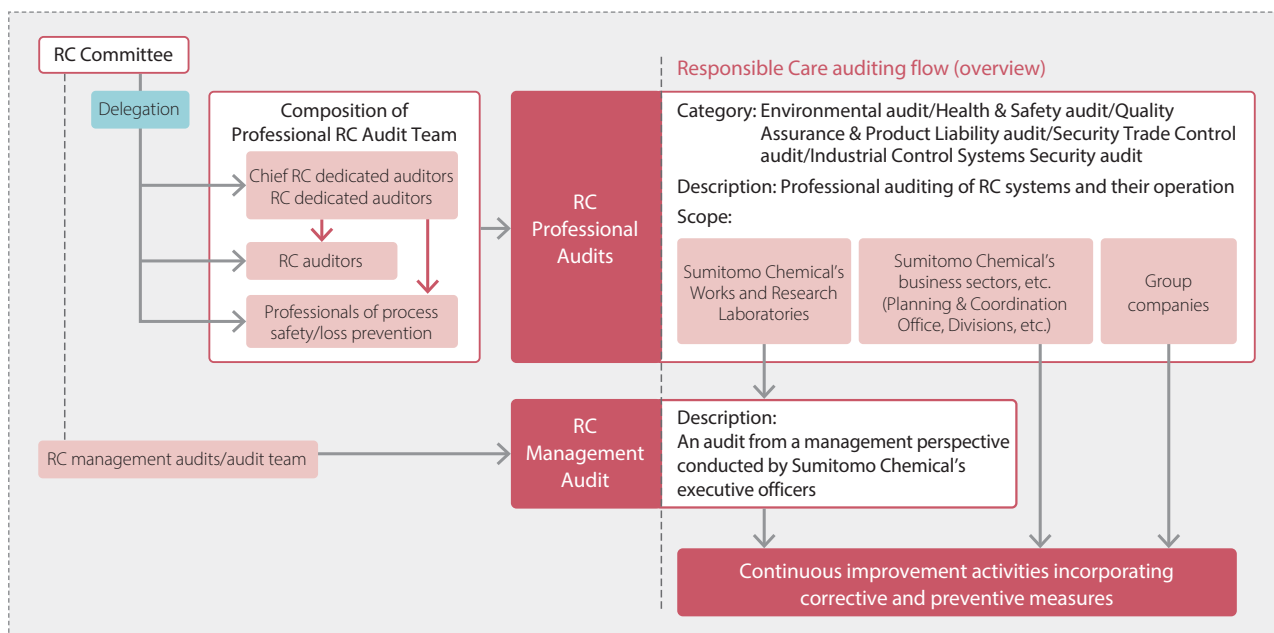 RC Committee
Delegation
Composition of
Professional RC Audit Team
Chief RC dedicated auditors
RC dedicated auditors
RC auditors
Professionals of process
safety/loss prevention
RC
Professional
Audits
Responsible Care auditing flow (overview)
Category: Environmental audit/Health & Safety audit/Quality
Assurance & Product Liability audit/Security Trade Control
audit/Industrial Control Systems Security audit
Description: Professional auditing of RC systems and their operation
Scope:
Sumitomo Chemical’s
Works and Research
Laboratories
Sumitomo Chemical’s
business sectors, etc.
(Planning & Coordination
Office, Divisions, etc.)
Group
companies
RC management audits/audit team
RC
Management
Audit
Description:
An audit from a management perspective
conducted by Sumitomo Chemical’s
executive officers
Continuous improvement activities incorporating
corrective and preventive measures